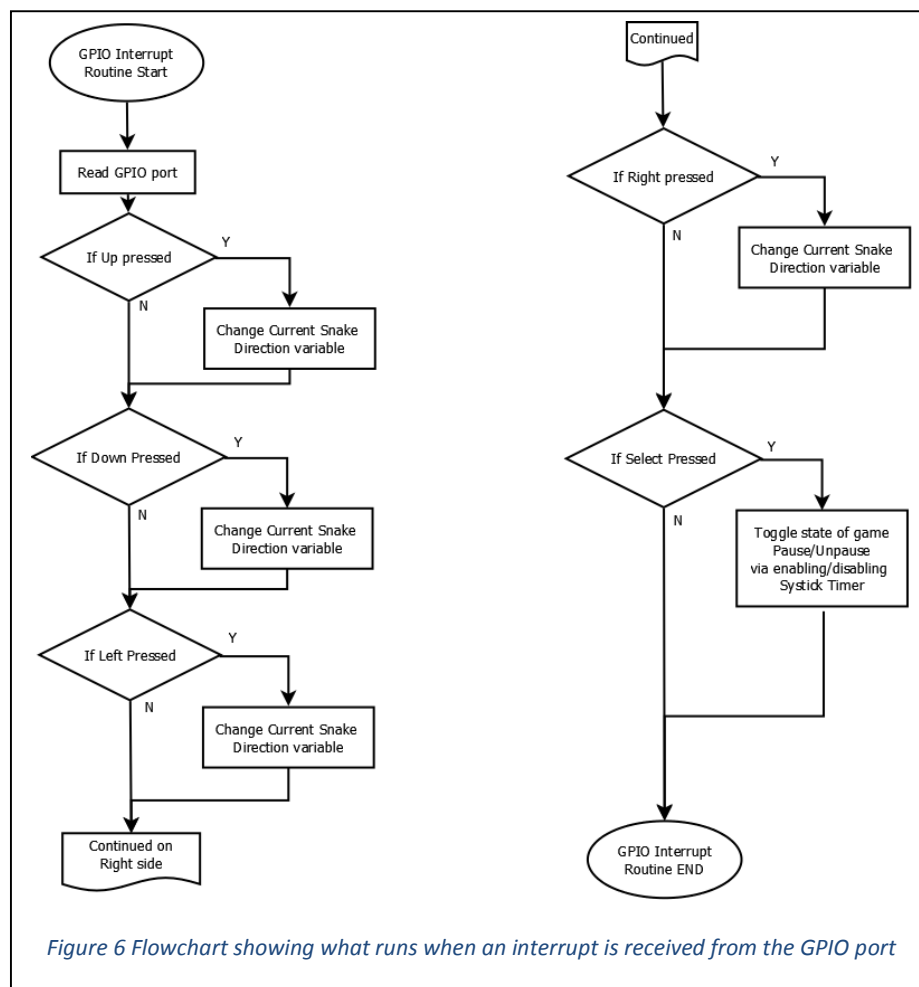 GPIO Interrupt
Routine Start
Read GPIO port
If Up pressed
Y
N
Change Current Snake
Direction variable
If Down Pressed
Y
N
Change Current Snake
Direction variable
If Left Pressed
Y
N
Change Current Snake
Direction variable
Continued on
Right side
Continued
If Right pressed
Y
N
Change Current Snake
Direction variable
If Select Pressed
Y
N
Toggle state of game
Pause/Unpause
via enabling/disabling
Systick Timer
GPIO Interrupt
Routine END
Figure 6 Flowchart showing what runs when an interrupt is received from the GPIO port